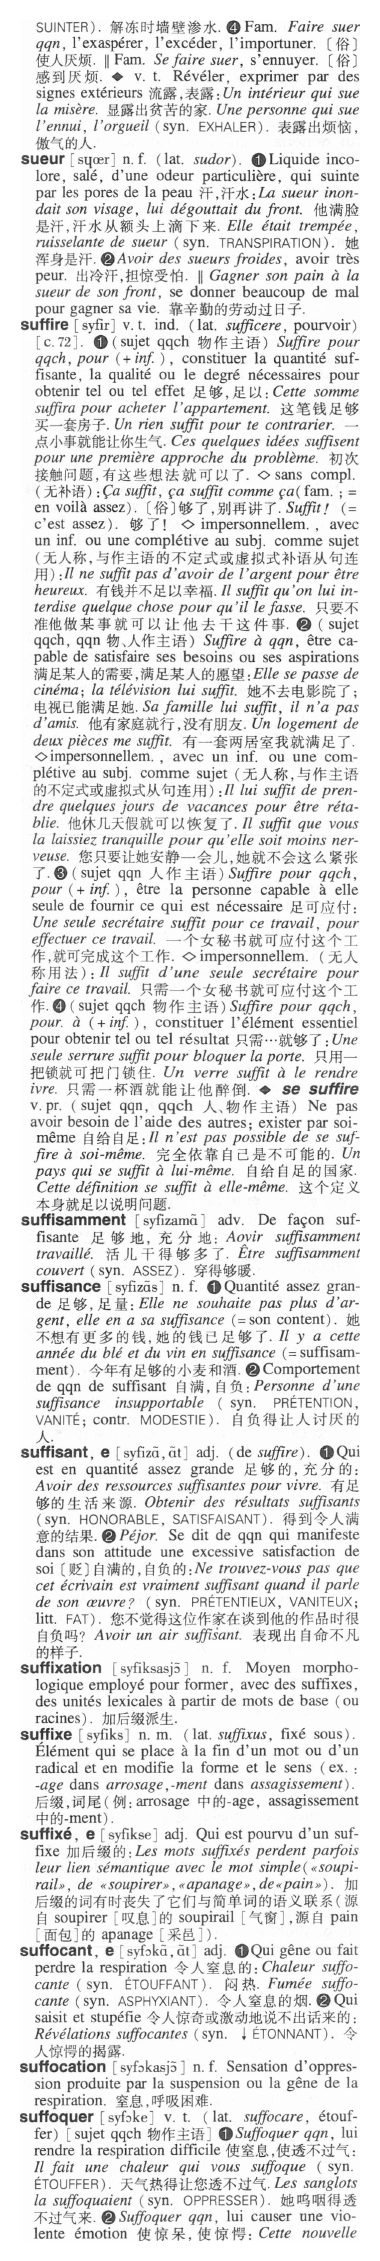 SUINTER). 解冻时墙壁渗水. ❹ Fam. Faire suer
qqn, l'exaspérer, l'excéder, l'importuner. [俗]
使人厌烦. ‖ Fam. Se faire suer, s'ennuyer. [俗]
感到厌烦. ◆ v. t. Révéler, exprimer par des
signes extérieurs 流露,表露:Un intérieur qui sue
la misère. 显露出贫苦的家. Une personne qui sue
l'ennui, l'orgueil (syn. EXHALER). 表露出烦恼,
傲气的人.
sueur [sɥœr] n. f. (lat. sudor). ❶Liquide inco-
lore, salé, d'une odeur particulière, qui suinte
par les pores de la peau 汗,汗水:La sueur inon-
dait son visage, lui dégouttait du front. 他满脸
是汗,汗水从额头上滴下来. Elle était trempée,
ruisselante de sueur (syn. TRANSPIRATION). 她
浑身是汗. ❷Avoir des sueurs froides, avoir très
peur. 出冷汗,担惊受怕. ‖ Gagner son pain à la
sueur de son front, se donner beaucoup de mal
pour gagner sa vie. 靠辛勤的劳动过日子.
suffire [syfir] v. t. ind. (lat. sufficere, pourvoir)
[c. 72]. ❶(sujet qqch 物作主语) Suffire pour
qqch, pour (+ inf. ), constituer la quantité suf-
fisante, la qualité ou le degré nécessaires pour
obtenir tel ou tel effet 足够,足以:Cette somme
suffira pour acheter l'appartement. 这笔钱足够
买一套房子. Un rien suffit pour te contrarier. 一
点小事就能让你生气. Ces quelques idées suffisent
pour une première approche du problème. 初次
接触问题,有这些想法就可以了. ◇ sans compl.
(无补语):Ça suffit, ça suffit comme ça(fam. ; =
en voilà assez). [俗]够了,别再讲了. Suffit! (=
c'est assez). 够了! ◇ impersonnellem. , avec
un inf. ou une complétive au subj. comme sujet
(无人称,与作主语的不定式或虚拟式补语从句连
用):Il ne suffit pas d'avoir de l'argent pour être
heureux. 有钱并不足以幸福. Il suffit qu'on lui in-
terdise quelque chose pour qu'il le fasse. 只要不
准他做某事就可以让他去干这件事. ❷ (sujet
qqch, qqn 物、人作主语) Suffire à qqn, être ca-
pable de satisfaire ses besoins ou ses aspirations
满足某人的需要,满足某人的愿望:Elle se passe de
cinéma; la télévision lui suffit. 她不去电影院了;
电视已能满足她. Sa famille lui suffit, il n'a pas
d'amis. 他有家庭就行,没有朋友. Un logement de
deux pièces me suffit. 有一套两居室我就满足了.
◇impersonnellem. , avec un inf. ou une com-
plétive au subj. comme sujet (无人称,与作主语
的不定式或虚拟式从句连用):Il lui suffit de pren-
dre quelques jours de vacances pour être réta-
blie. 他休几天假就可以恢复了. Il suffit que vous
la laissiez tranquille pour qu'elle soit moins ner-
veuse. 您只要让她安静一会儿,她就不会这么紧张
了. ❸(sujet qqn 人作主语) Suffire pour qqch,
pour (+ inf. ), être la personne capable à elle
seule de fournir ce qui est nécessaire 足可应付:
Une seule secrétaire suffit pour ce travail, pour
effectuer ce travail. 一个女秘书就可应付这个工
作,就可完成这个工作. ◇ impersonnellem. (无人
称用法): Il suffit d'une seule secrétaire pour
faire ce travail. 只需一个女秘书就可应付这个工
作. ❹(sujet qqch 物作主语)Suffire pour qqch,
pour, à (+ inf. ), constituer l'élément essentiel
pour obtenir tel ou tel résultat 只需…就够了:Une
seule serrure suffit pour bloquer la porte. 只用一
把锁就可把门锁住. Un verre suffit à le rendre
ivre. 只需一杯酒就能让他醉倒. ◆ se suffire
v. pr. (sujet qqn, qqch 人、物作主语) Ne pas
avoir besoin de l'aide des autres; exister par soi-
même 自给自足:Il n'est pas possible de se suf-
fire à soi-même. 完全依靠自己是不可能的. Un
pays qui se suffit à lui-même. 自给自足的国家.
Cette définition se suffit à elle-même. 这个定义
本身就足以说明问题.
suffisamment [syfizamɑ̃] adv. De façon suf-
fisante 足够地, 充分地: Aovir suffisamment
travaillé. 活儿干得够多了. Être suffisamment
couvert (syn. ASSEZ). 穿得够暖.
suffisance [syfizɑ̃s] n. f. ❶Quantité assez gran-
de 足够,足量:Elle ne souhaite pas plus d'ar-
gent, elle en a sa suffisance (= son content). 她
不想有更多的钱,她的钱已足够了. Il y a cette
année du blé et du vin en suffisance (= suffisam-
ment). 今年有足够的小麦和酒. ❷Comportement
de qqn de suffisant 自满,自负:Personne d'une
suffisance insupportable ( syn. PRÉTENTION,
VANITÉ; contr. MODESTIE). 自负得让人讨厌的
人.
suffisant, e [syfizɑ̃, ɑ̃t] adj. (de suffire). ❶Qui
est en quantité assez grande 足够的,充分的:
Avoir des ressources suffisantes pour vivre. 有足
够的生活来源. Obtenir des résultats suffisants
(syn. HONORABLE, SATISFAISANT). 得到令人满
意的结果. ❷Péjor. Se dit de qqn qui manifeste
dans son attitude une excessive satisfaction de
soi [贬]自满的,自负的:Ne trouvez-vous pas que
cet écrivain est vraiment suffisant quand il parle
de son œuvre? (syn. PRÉTENTIEUX, VANITEUX;
litt. FAT). 您不觉得这位作家在谈到他的作品时很
自负吗? Avoir un air suffisant. 表现出自命不凡
的样子.
suffixation [syfiksasjɔ̃] n. f. Moyen morpho-
logique employé pour former, avec des suffixes,
des unités lexicales à partir de mots de base (ou
racines). 加后缀派生.
suffixe [syfiks] n. m. (lat. suffixus, fixé sous).
Élément qui se place à la fin d'un mot ou d'un
radical et en modifie la forme et le sens (ex. :
-age dans arrosage,-ment dans assagissement).
后缀,词尾(例:arrosage 中的-age, assagissement
中的-ment).
suffixé, e [syfikse] adj. Qui est pourvu d'un suf-
fixe 加后缀的:Les mots suffixés perdent parfois
leur lien sémantique avec le mot simple(«soupi-
rail», de «soupirer», «apanage», de«pain»). 加
后缀的词有时丧失了它们与简单词的语义联系(源
自 soupirer [叹息]的 soupirail [气窗],源自 pain
[面包]的 apanage [采邑]).
suffocant, e [syfɔkɑ̃, ɑ̃t] adj. ❶Qui gêne ou fait
perdre la respiration 令人窒息的:Chaleur suffo-
cante ( syn. ÉTOUFFANT). 闷热. Fumée suffo-
cante (syn. ASPHYXIANT). 令人窒息的烟. ❷Qui
saisit et stupéfie 令人惊奇或激动地说不出话来的:
Révélations suffocantes (syn. ↓ÉTONNANT). 令
人惊愕的揭露.
suffocation [syfɔkasjɔ̃] n. f. Sensation d'oppres-
sion produite par la suspension ou la gêne de la
respiration. 窒息,呼吸困难.
suffoquer [syfɔke] v. t. (lat. suffocare, étouf-
fer) [sujet qqch 物作主语] ❶Suffoquer qqn, lui
rendre la respiration difficile 使窒息,使透不过气:
Il fait une chaleur qui vous suffoque ( syn.
ÉTOUFFER). 天气热得让您透不过气. Les sanglots
la suffoquaient (syn. OPPRESSER). 她呜咽得透
不过气来. ❷Suffoquer qqn, lui causer une vio-
lente émotion 使惊呆,使惊愕: Cette nouvelle